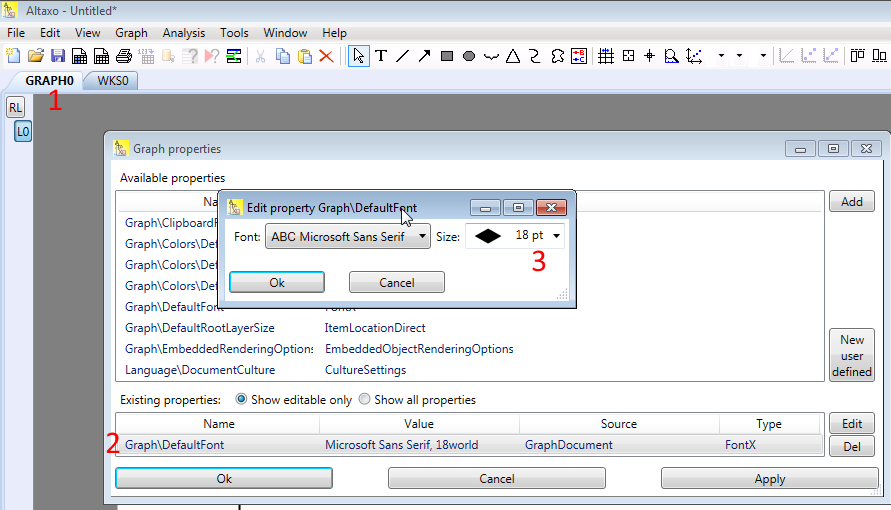 Altaxo - Untitled*
File Edit View Graph Analysis Tools Window Help
GRAPH0 WKS0
1
RL
L0
Graph properties
Available properties
Na
Add
Edit property Graph\DefaultFont
Graph\ClipboardF
Font: ABC Microsoft Sans Serif Size: 18 pt
Graph\Colors\Def
3
Graph\Colors\Def
Graph\Colors\Def
Ok Cancel
Graph\DefaultFont FontX
Graph\DefaultRootLayerSize ItemLocationDirect
Graph\EmbeddedRenderingOptions EmbeddedObjectRenderingOptions
Language\DocumentCulture CultureSettings
New
user
defined
Existing properties: Show editable only Show all properties
Name Value Source Type
Edit
2 Graph\DefaultFont Microsoft Sans Serif, 18world GraphDocument FontX
Del
Ok Cancel Apply